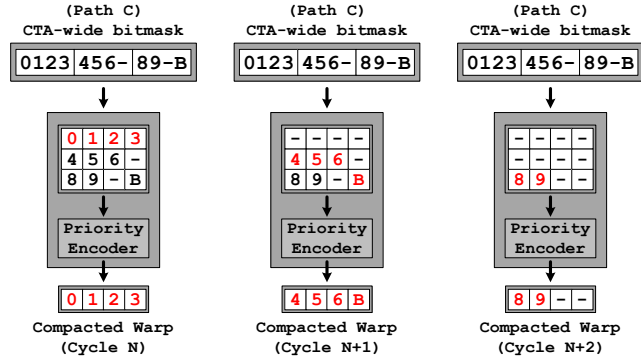 (Path C)
CTA-wide bitmask
0123 456- 89-B
0 1 2 3
4 5 6 -
8 9 - B
Priority
Encoder
0 1 2 3
Compacted Warp
(Cycle N)
(Path C)
CTA-wide bitmask
0123 456- 89-B
- - - -
4 5 6 -
8 9 - B
Priority
Encoder
4 5 6 B
Compacted Warp
(Cycle N+1)
(Path C)
CTA-wide bitmask
0123 456- 89-B
- - - -
- - - -
8 9 - -
Priority
Encoder
8 9 - -
Compacted Warp
(Cycle N+2)